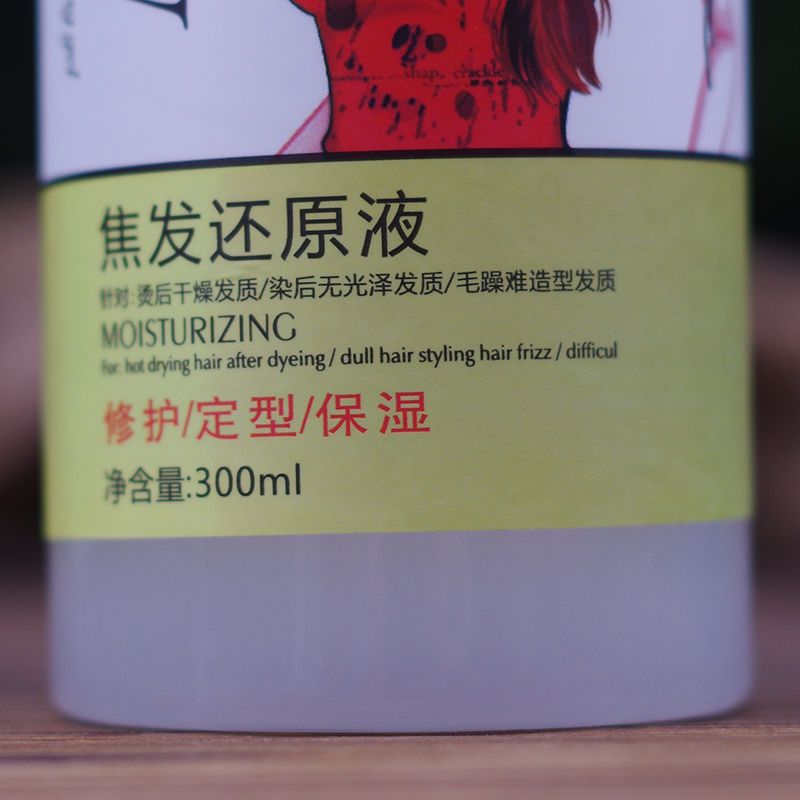 shap, crackle
焦发还原液
针对:烫后干燥发质/染后无光泽发质/毛躁难造型发质
MOISTURIZING
For: hot drying hair after dyeing / dull hair styling hair frizz / difficul
修护/定型/保湿
净含量:300ml